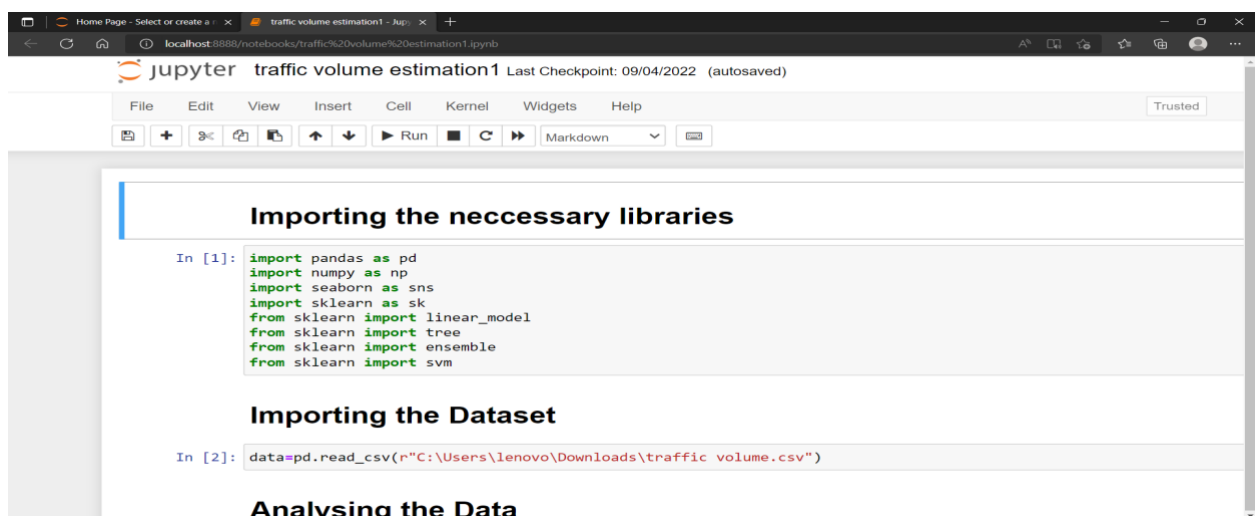 Home Page - Select or create a n
traffic volume estimation1 - Jupy
localhost:8888/notebooks/traffic%20volume%20estimation1.ipynb
jupyter traffic volume estimation1 Last Checkpoint: 09/04/2022 (autosaved)
File Edit View Insert Cell Kernel Widgets Help Trusted
Run Markdown
Importing the neccessary libraries
In [1]: import pandas as pd
import numpy as np
import seaborn as sns
import sklearn as sk
from sklearn import linear_model
from sklearn import tree
from sklearn import ensemble
from sklearn import svm
Importing the Dataset
In [2]: data=pd.read_csv(r"C:\Users\lenovo\Downloads\traffic volume.csv")
Analysing the Data